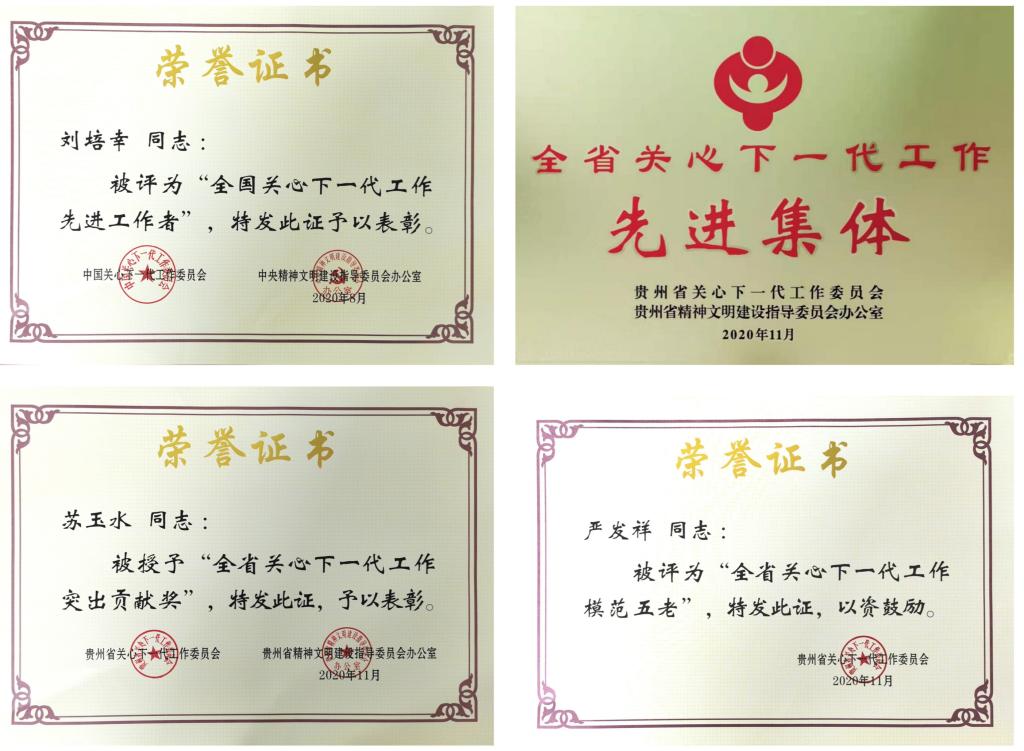 荣誉证书
刘培幸 同志：
被评为“全国关心下一代工作
先进工作者”，特发此证予以表彰。
中国关心下一代工作委员会
中央精神文明建设指导委员会办公室
2020年8月
全省关心下一代工作
先进集体
贵州省关心下一代工作委员会
贵州省精神文明建设指导委员会办公室
2020年11月
荣誉证书
苏玉水 同志：
被授予“全省关心下一代工作
突出贡献奖”，特发此证，予以表彰。
贵州省关心下一代工作委员会
贵州省精神文明建设指导委员会办公室
2020年11月
荣誉证书
严发祥 同志：
被评为“全省关心下一代工作
模范五老”，特发此证，以资鼓励。
贵州省关心下一代工作委员会
2020年11月